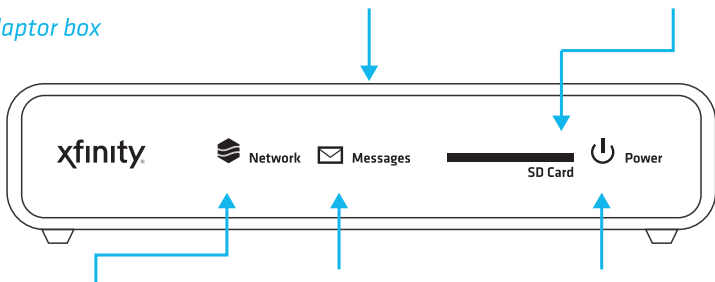 aptor box
xfinity
Network
Messages
SD Card
Power